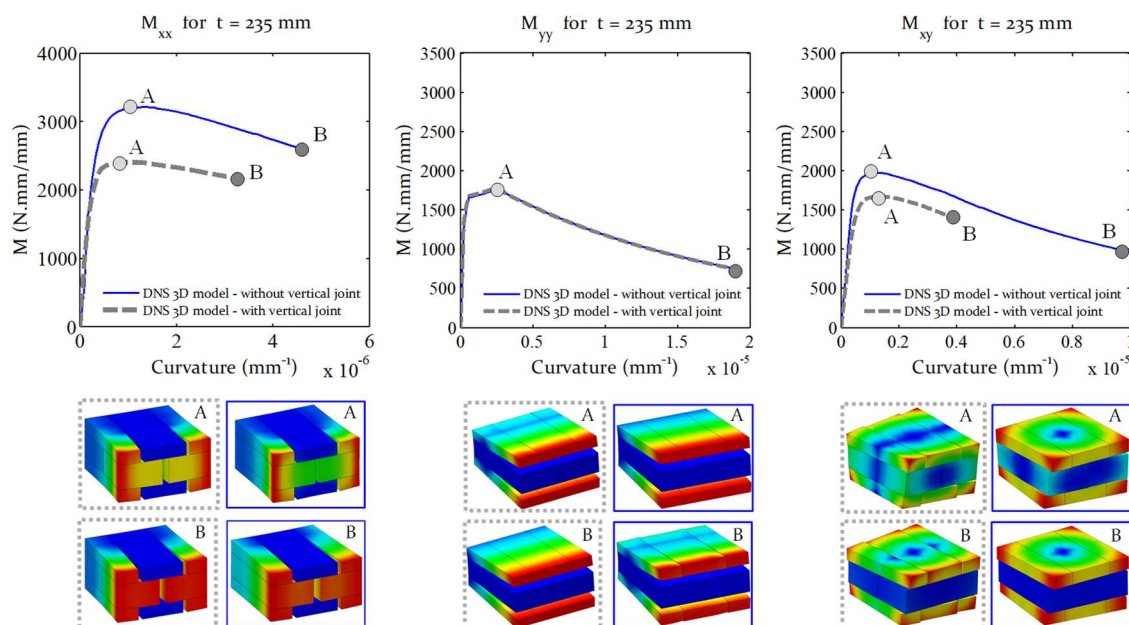 Mxx for t = 235 mm
4000
3000
2000
1000
0
M (N.mm/mm)
A
B
A
B
DNS 3D model - without vertical joint
DNS 3D model - with vertical joint
0
2
4
6
Curvature (mm⁻¹)
x 10⁻⁶
A
A
B
B
Myy for t = 235 mm
3500
3000
2500
2000
1500
1000
500
0
A
B
DNS 3D model - without vertical joint
DNS 3D model - with vertical joint
0
0.5
1
1.5
2
Curvature (mm⁻¹)
x 10⁻⁵
A
A
B
B
Mxy for t = 235 mm
3500
3000
2500
2000
1500
1000
500
0
A
A
B
B
DNS 3D model - without vertical joint
DNS 3D model - with vertical joint
0
0.2
0.4
0.6
0.8
1
Curvature (mm⁻¹)
x 10⁻⁵
A
A
B
B